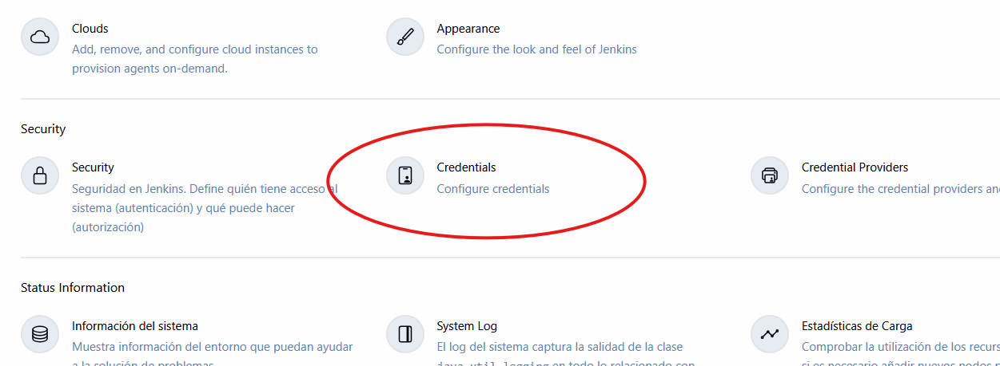 Clouds
Add, remove, and configure cloud instances to
provision agents on-demand.
Appearance
Configure the look and feel of Jenkins
Security
Security
Seguridad en Jenkins. Define quién tiene acceso al
sistema (autenticación) y qué puede hacer
(autorización)
Credentials
Configure credentials
Credential Providers
Configure the credential providers and
Status Information
Información del sistema
Muestra información del entorno que puedan ayudar
a la solución de problemas.
System Log
El log del sistema captura la salidad de la clase
java.util.logging en todo lo relacionado con
Estadísticas de Carga
Comprobar la utilización de los recurs
si es necesario añadir nuevos nodos p